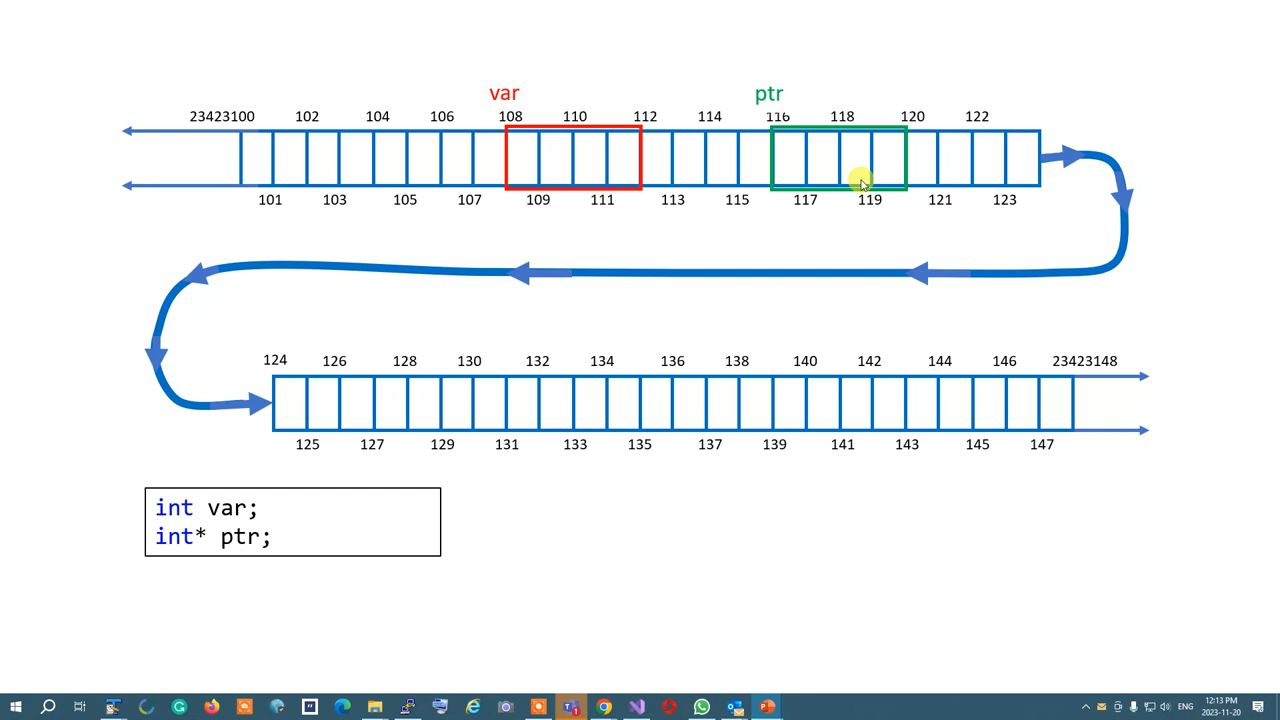 var ptr
23423100 102 104 106 108 110 112 114 116 118 120 122
101 103 105 107 109 111 113 115 117 119 121 123
124 126 128 130 132 134 136 138 140 142 144 146 23423148
125 127 129 131 133 135 137 139 141 143 145 147
int var;
int* ptr;
12:13 PM
ENG
2023-11-20